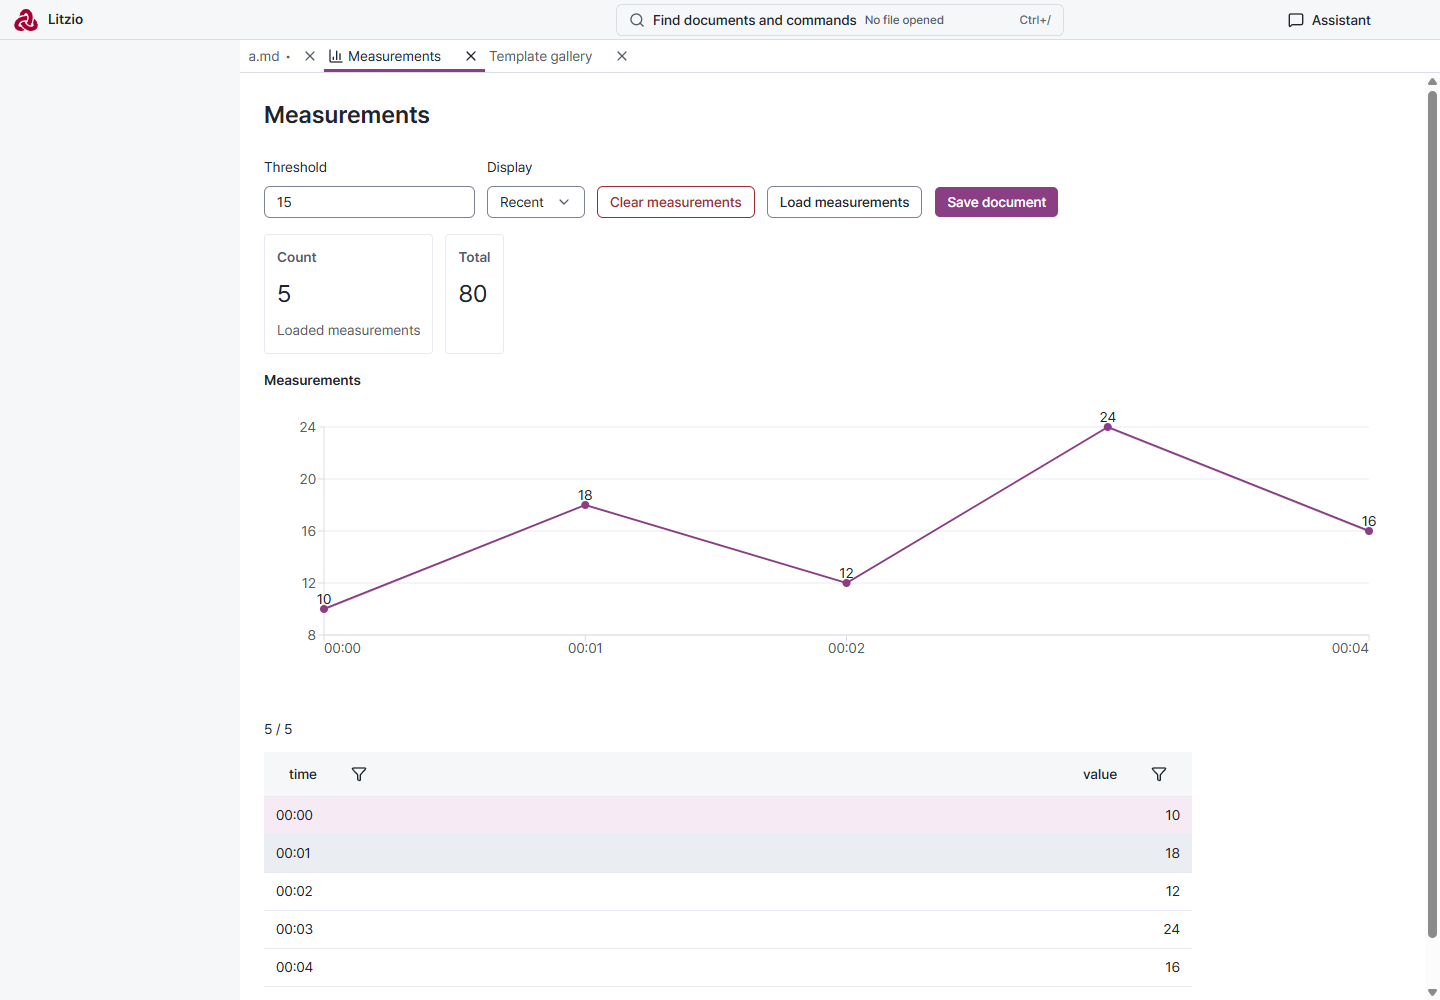 Litzio
Find documents and commands No file opened Ctrl+/
Assistant
a.md •
Measurements
Template gallery
Measurements
Threshold
Display
15
Recent
Clear measurements
Load measurements
Save document
Count
5
Loaded measurements
Total
80
Measurements
24
20
16
12
8
10
18
12
24
16
00:00
00:01
00:02
00:04
5 / 5
time value
00:00 10
00:01 18
00:02 12
00:03 24
00:04 16